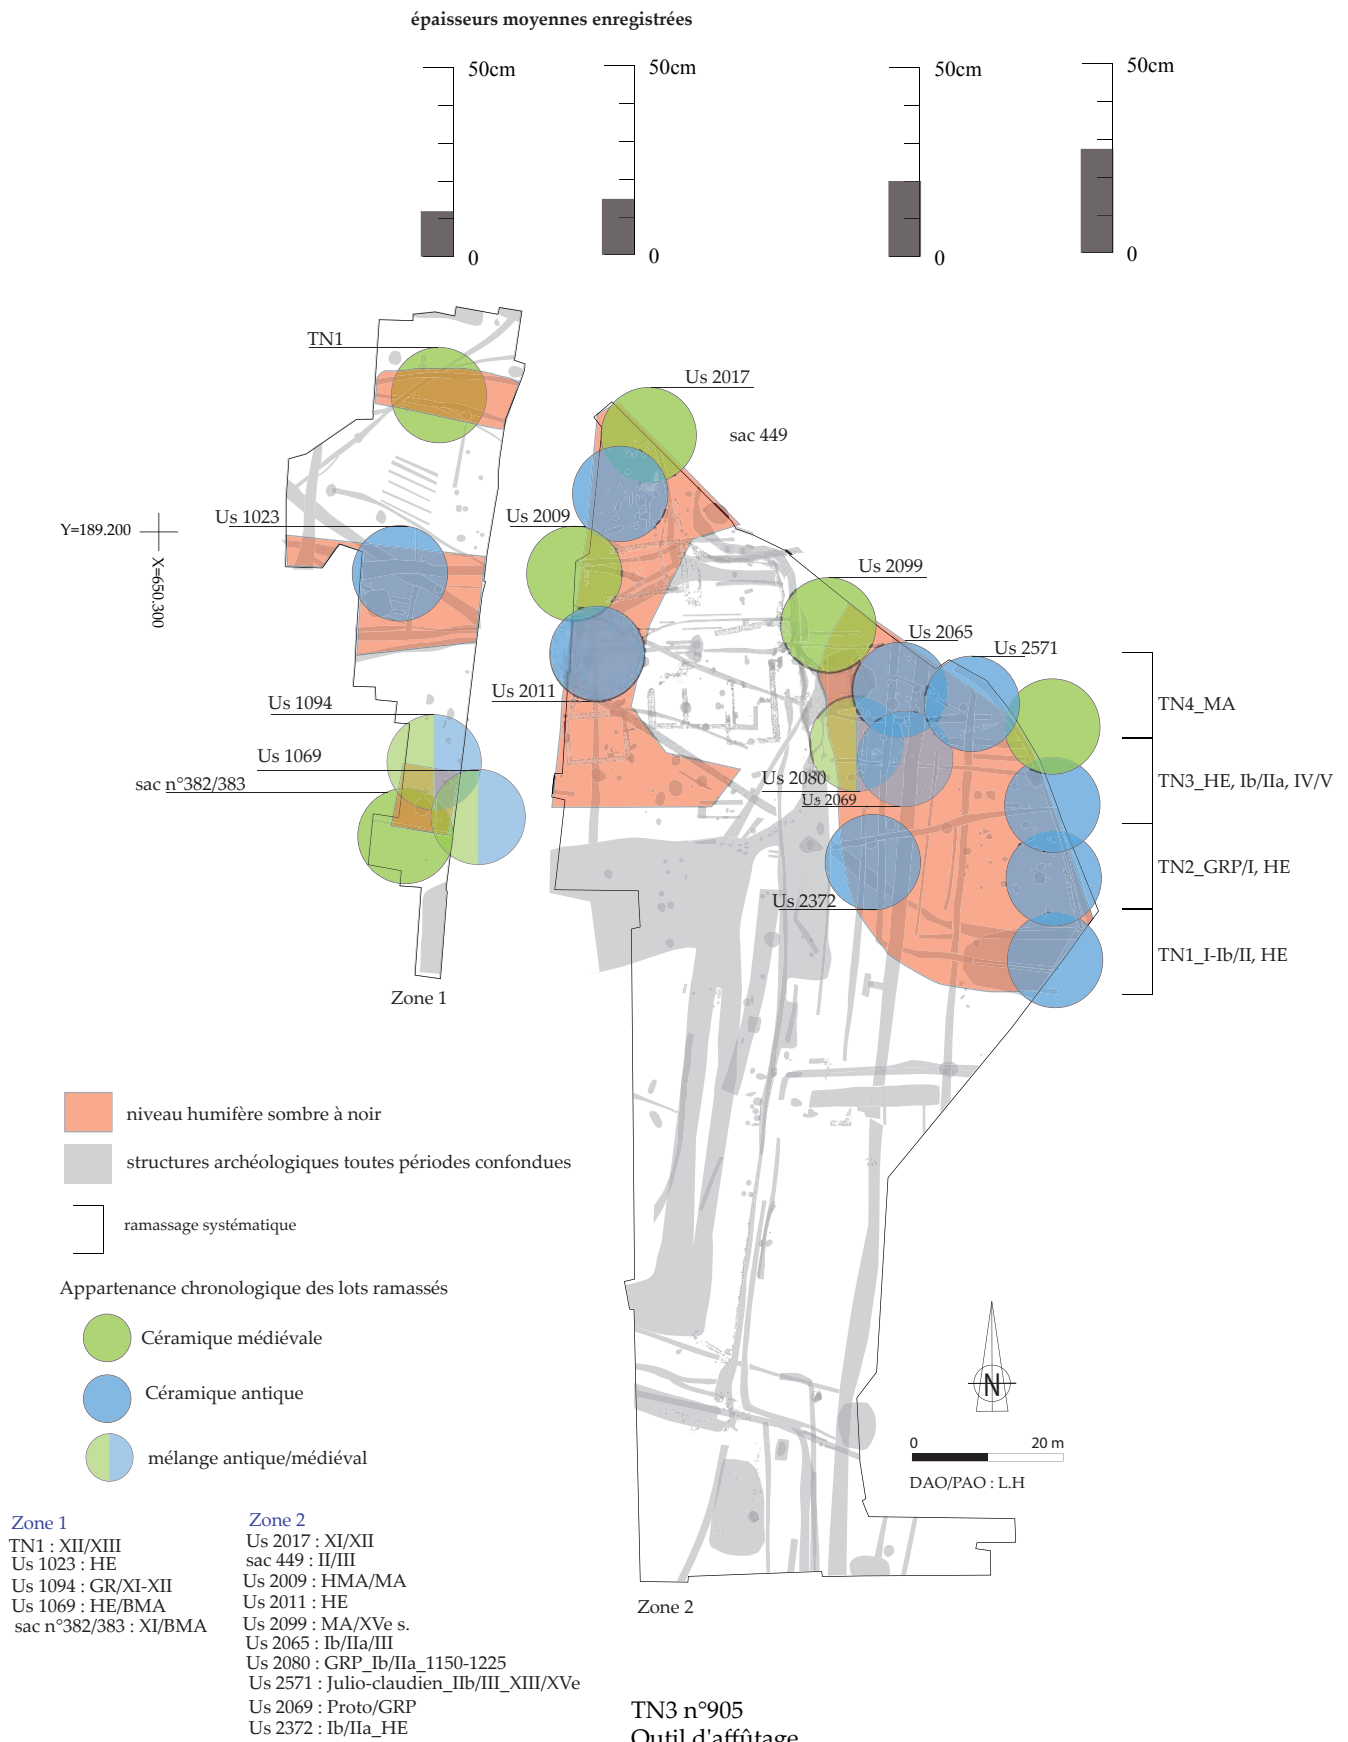 épaisseurs moyennes enregistrées
50cm
50cm
50cm
50cm
0
0
0
0
TN1
Us 2017
sac 449
Us 1023
Us 2009
Y=189.200
X=650.300
Us 2099
Us 2065
Us 2571
Us 2011
Us 1094
TN4_MA
Us 1069
sac n°382/383
Us 2080
Us 2069
TN3_HE, Ib/IIa, IV/V
TN2_GRP/I, HE
Us 2372
TN1_I-Ib/II, HE
Zone 1
niveau humifère sombre à noir
structures archéologiques toutes périodes confondues
ramassage systématique
Appartenance chronologique des lots ramassés
Céramique médiévale
Céramique antique
mélange antique/médiéval
N
0 20 m
DAO/PAO : L.H
Zone 1
TN1 : XII/XIII
Us 1023 : HE
Us 1094 : GR/XI-XII
Us 1069 : HE/BMA
sac n°382/383 : XI/BMA
Zone 2
Us 2017 : XI/XII
sac 449 : II/III
Us 2009 : HMA/MA
Us 2011 : HE
Us 2099 : MA/XVe s.
Us 2065 : Ib/IIa/III
Us 2080 : GRP_Ib/IIa_1150-1225
Us 2571 : Julio-claudien_IIb/III_XIII/XVe
Us 2069 : Proto/GRP
Us 2372 : Ib/IIa_HE
Zone 2
TN3 n°905
Outil d'affûtage